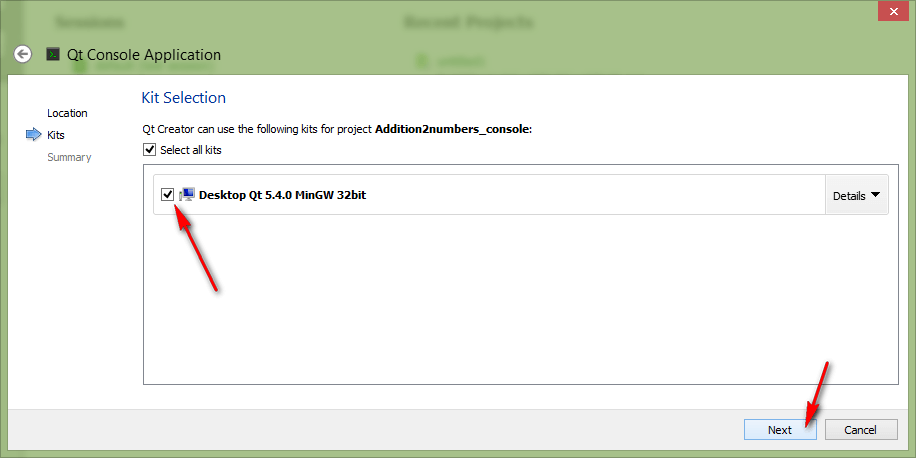 Sessions
Recent Projects
Qt Console Application
Location
Kits
Summary
Kit Selection
Qt Creator can use the following kits for project Addition2numbers_console:
Select all kits
Desktop Qt 5.4.0 MinGW 32bit
Details
Next
Cancel